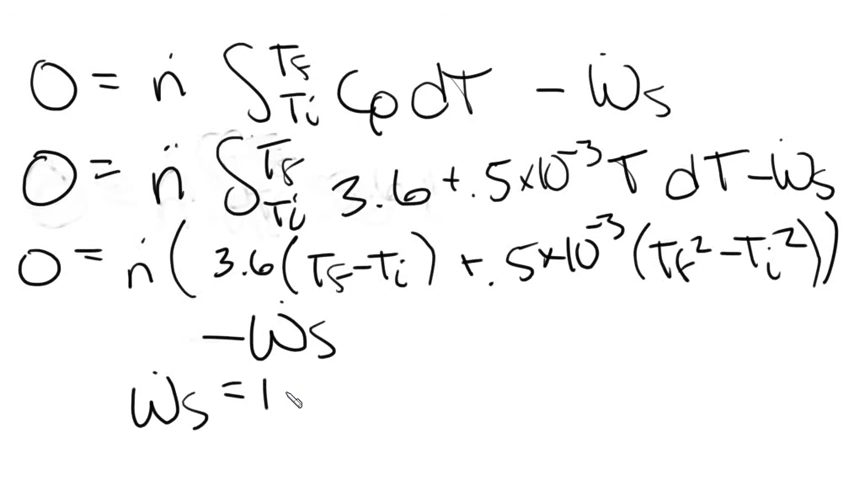 0 = ṅ ∫_{Ti}^{Tf} Cp dT − Ẇs
0 = ṅ ∫_{Ti}^{Tf} 3.6 + .5×10⁻³ T dT − Ẇs
0 = ṅ ( 3.6 ( Tf − Ti ) + .5×10⁻³ ( Tf² − Ti² ) )
− Ẇs
Ẇs = 1